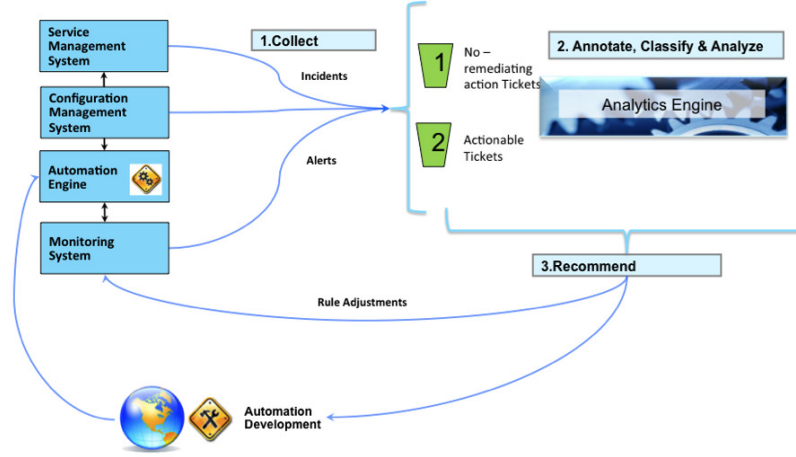 Service
Management
System
1.Collect
2. Annotate, Classify & Analyze
Incidents
1
No –
remediating
action Tickets
Analytics Engine
Configuration
Management
System
2
Actionable
Tickets
Automation
Engine
Alerts
Monitoring
System
3.Recommend
Rule Adjustments
Automation
Development